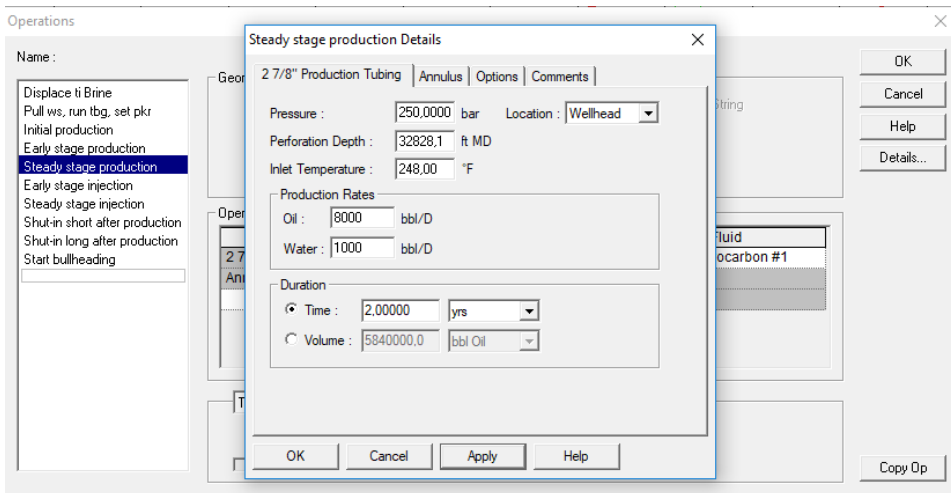 Operations
Name :
Displace ti Brine
Pull ws, run tbg, set pkr
Initial production
Early stage production
Steady stage production
Early stage injection
Steady stage injection
Shut-in short after production
Shut-in long after production
Start bullheading
Steady stage production Details
2 7/8" Production Tubing Annulus Options Comments
Pressure : 250,0000 bar Location : Wellhead
Perforation Depth : 32828,1 ft MD
Inlet Temperature : 248,00 °F
Production Rates
Oil : 8000 bbl/D
Water : 1000 bbl/D
Duration
Time : 2,00000 yrs
Volume : 5840000,0 bbl Oil
OK Cancel Apply Help
String
OK
Cancel
Help
Details...
Copy Op